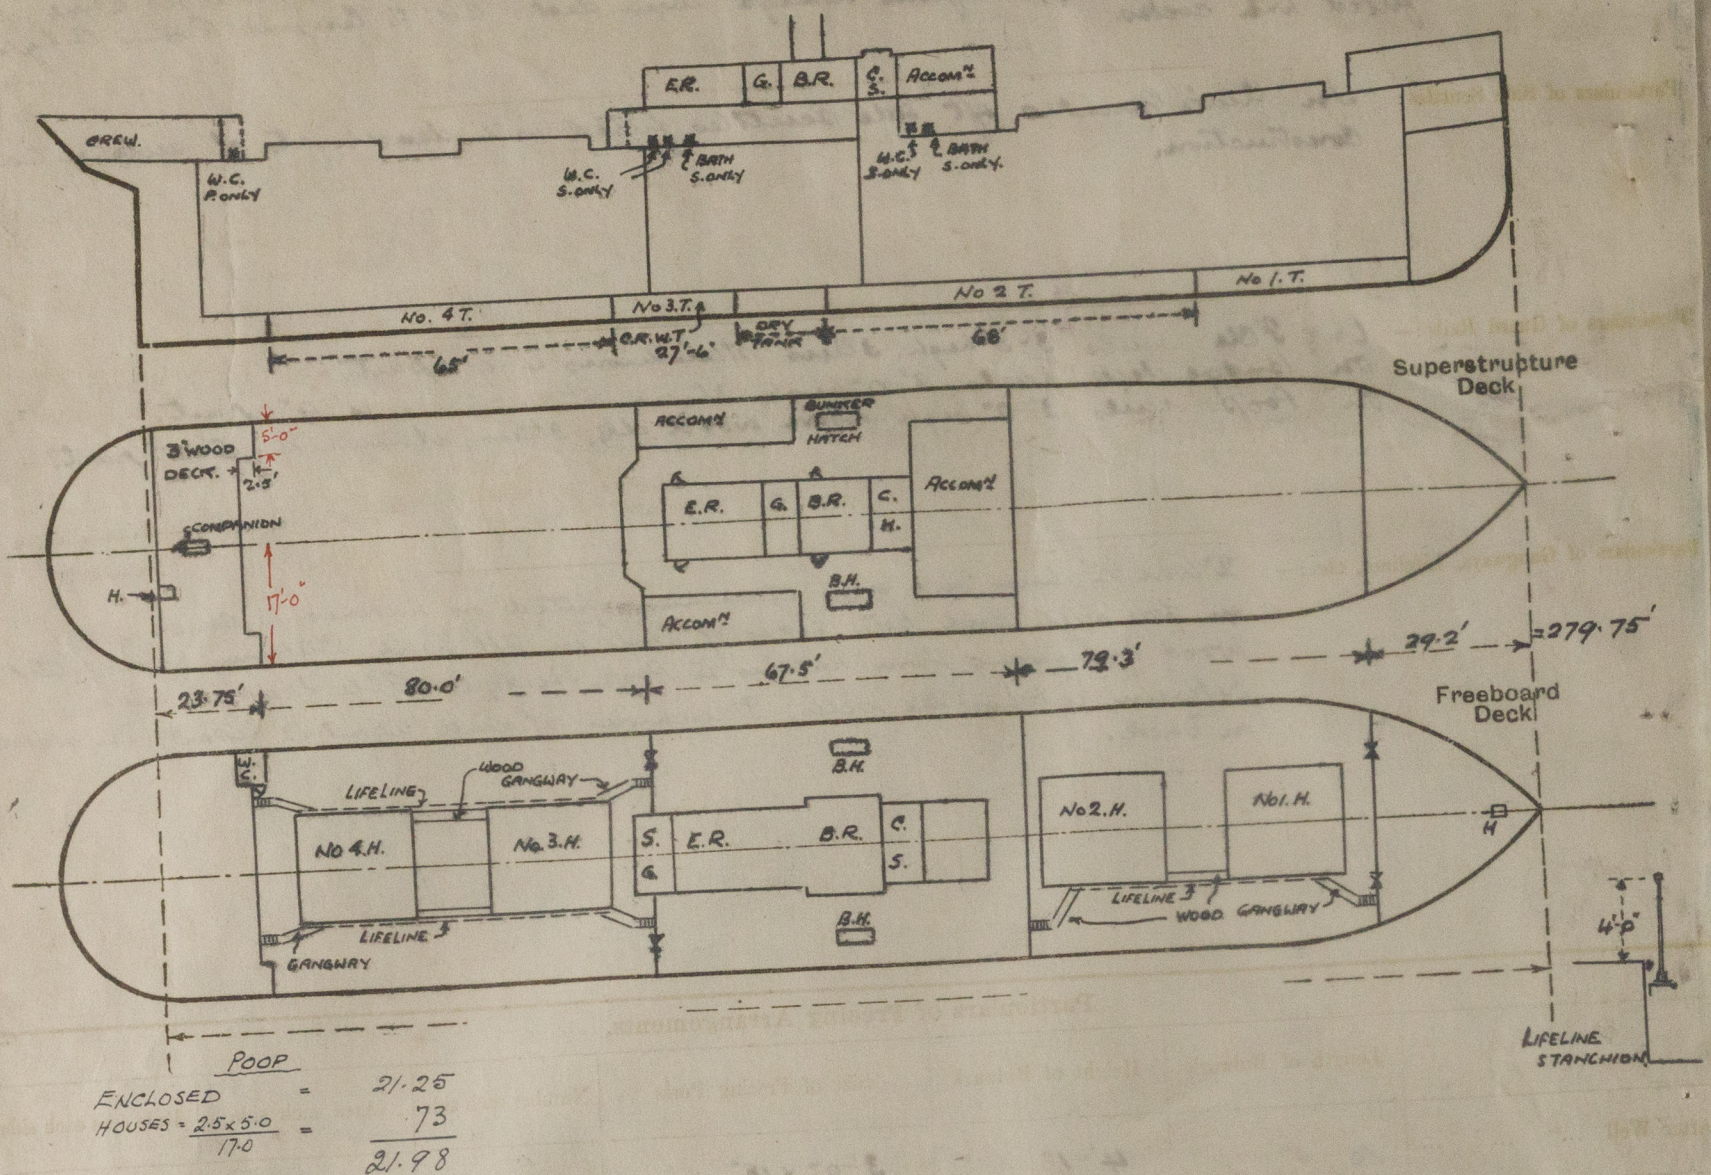 E.R.
G.
B.R.
C.
S.
ACCOMᴺ
CREW.
W.C.
P.ONLY
W.C.
S.ONLY
BATH
S.ONLY
W.C.
S.ONLY
BATH
S.ONLY
No. 4 T.
No 3.T.
No 2 T.
No 1. T.
65'
C.R.W.T
27'-6"
DRY
TANK
68'
Superstructure
Deck
3" WOOD
DECK.
5'-0"
2.5'
COMPANION
H.
17'-0"
ACCOMᴺ
BUNKER
HATCH
E.R.
G.
B.R.
C.
H.
ACCOMᴺ
B.H.
ACCOMᴺ
23.75'
80.0'
67.5'
79.3'
29.2'
=279.75'
Freeboard
Deck
W.
C.
LIFELINE
WOOD
GANGWAY
B.H.
No 4.H.
No. 3.H.
S.
G.
E.R.
B.R.
C.
S.
No 2.H.
No 1.H.
H
LIFELINE
GANGWAY
B.H.
LIFELINE
WOOD GANGWAY
4'-0"
LIFELINE
STANCHION
POOP
ENCLOSED = 21.25
HOUSES = 2.5 x 5.0 = .73
17.0
21.98